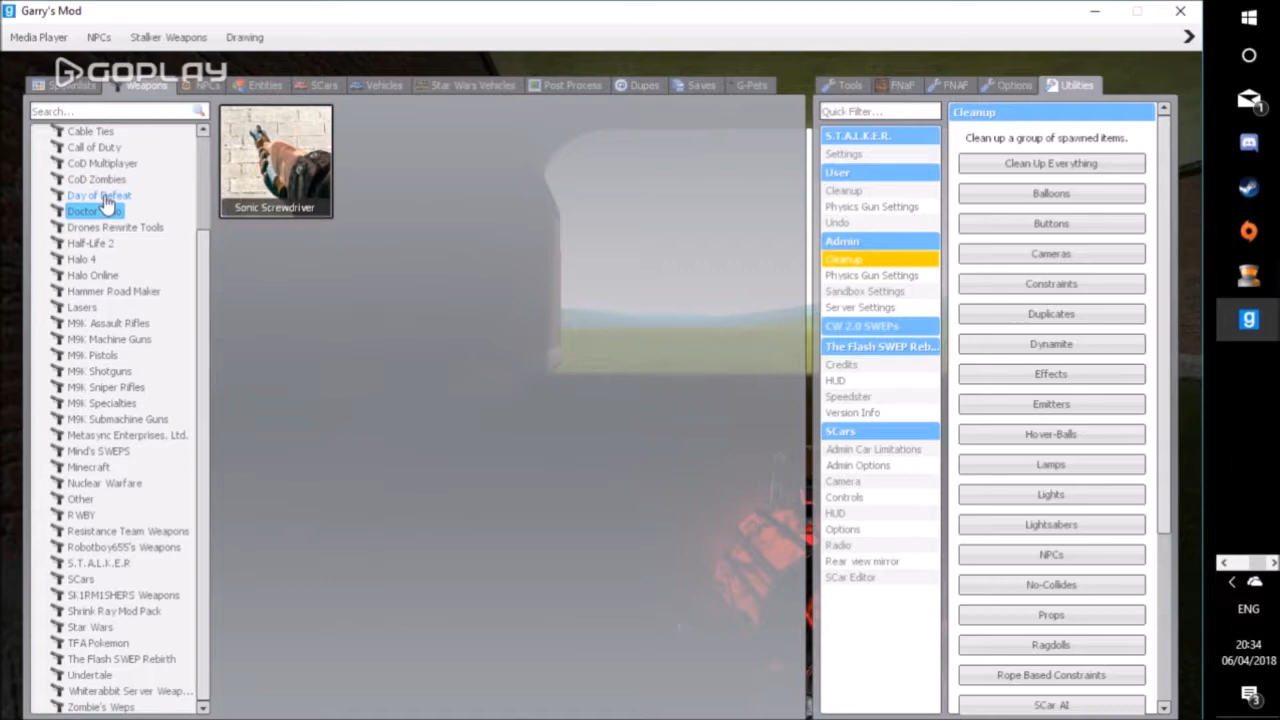 Garry's Mod
Media Player NPCs Stalker Weapons Drawing
GOPLAY
Weapons NPCs Entities SCars Vehicles Star Wars Vehicles Post Process Dupes Saves G-Pets
Tools FNaF FNAF Options Utilities
Search...
Cable Ties
Call of Duty
CoD Multiplayer
CoD Zombies
Day of Defeat
Doctor
Drones Rewrite Tools
Half-Life 2
Halo 4
Halo Online
Hammer Road Maker
Lasers
M9K Assault Rifles
M9K Machine Guns
M9K Pistols
M9K Shotguns
M9K Sniper Rifles
M9K Specialties
M9K Submachine Guns
Metasync Enterprises, Ltd.
Mind's SWEPS
Minecraft
Nuclear Warfare
Other
RWBY
Resistance Team Weapons
Robotboy655's Weapons
S.T.A.L.K.E.R
SCars
SK1RM1SHERS Weapons
Shrink Ray Mod Pack
Star Wars
TFA Pokemon
The Flash SWEP Rebirth
Undertale
Whiterabbit Server Weap...
Zombie's Weps
Sonic Screwdriver
Quick Filter...
S.T.A.L.K.E.R.
Settings
User
Cleanup
Physics Gun Settings
Undo
Admin
Cleanup
Physics Gun Settings
Sandbox Settings
Server Settings
CW 2.0 SWEPs
The Flash SWEP Reb...
Credits
HUD
Speedster
Version Info
SCars
Admin Car Limitations
Admin Options
Camera
Controls
HUD
Options
Radio
Rear view mirror
SCar Editor
Cleanup
Clean up a group of spawned items.
Clean Up Everything
Balloons
Buttons
Cameras
Constraints
Duplicates
Dynamite
Effects
Emitters
Hover-Balls
Lamps
Lights
Lightsabers
NPCs
No-Collides
Props
Ragdolls
Rope Based Constraints
SCar AI
1
g
ENG
20:34
06/04/2018
3